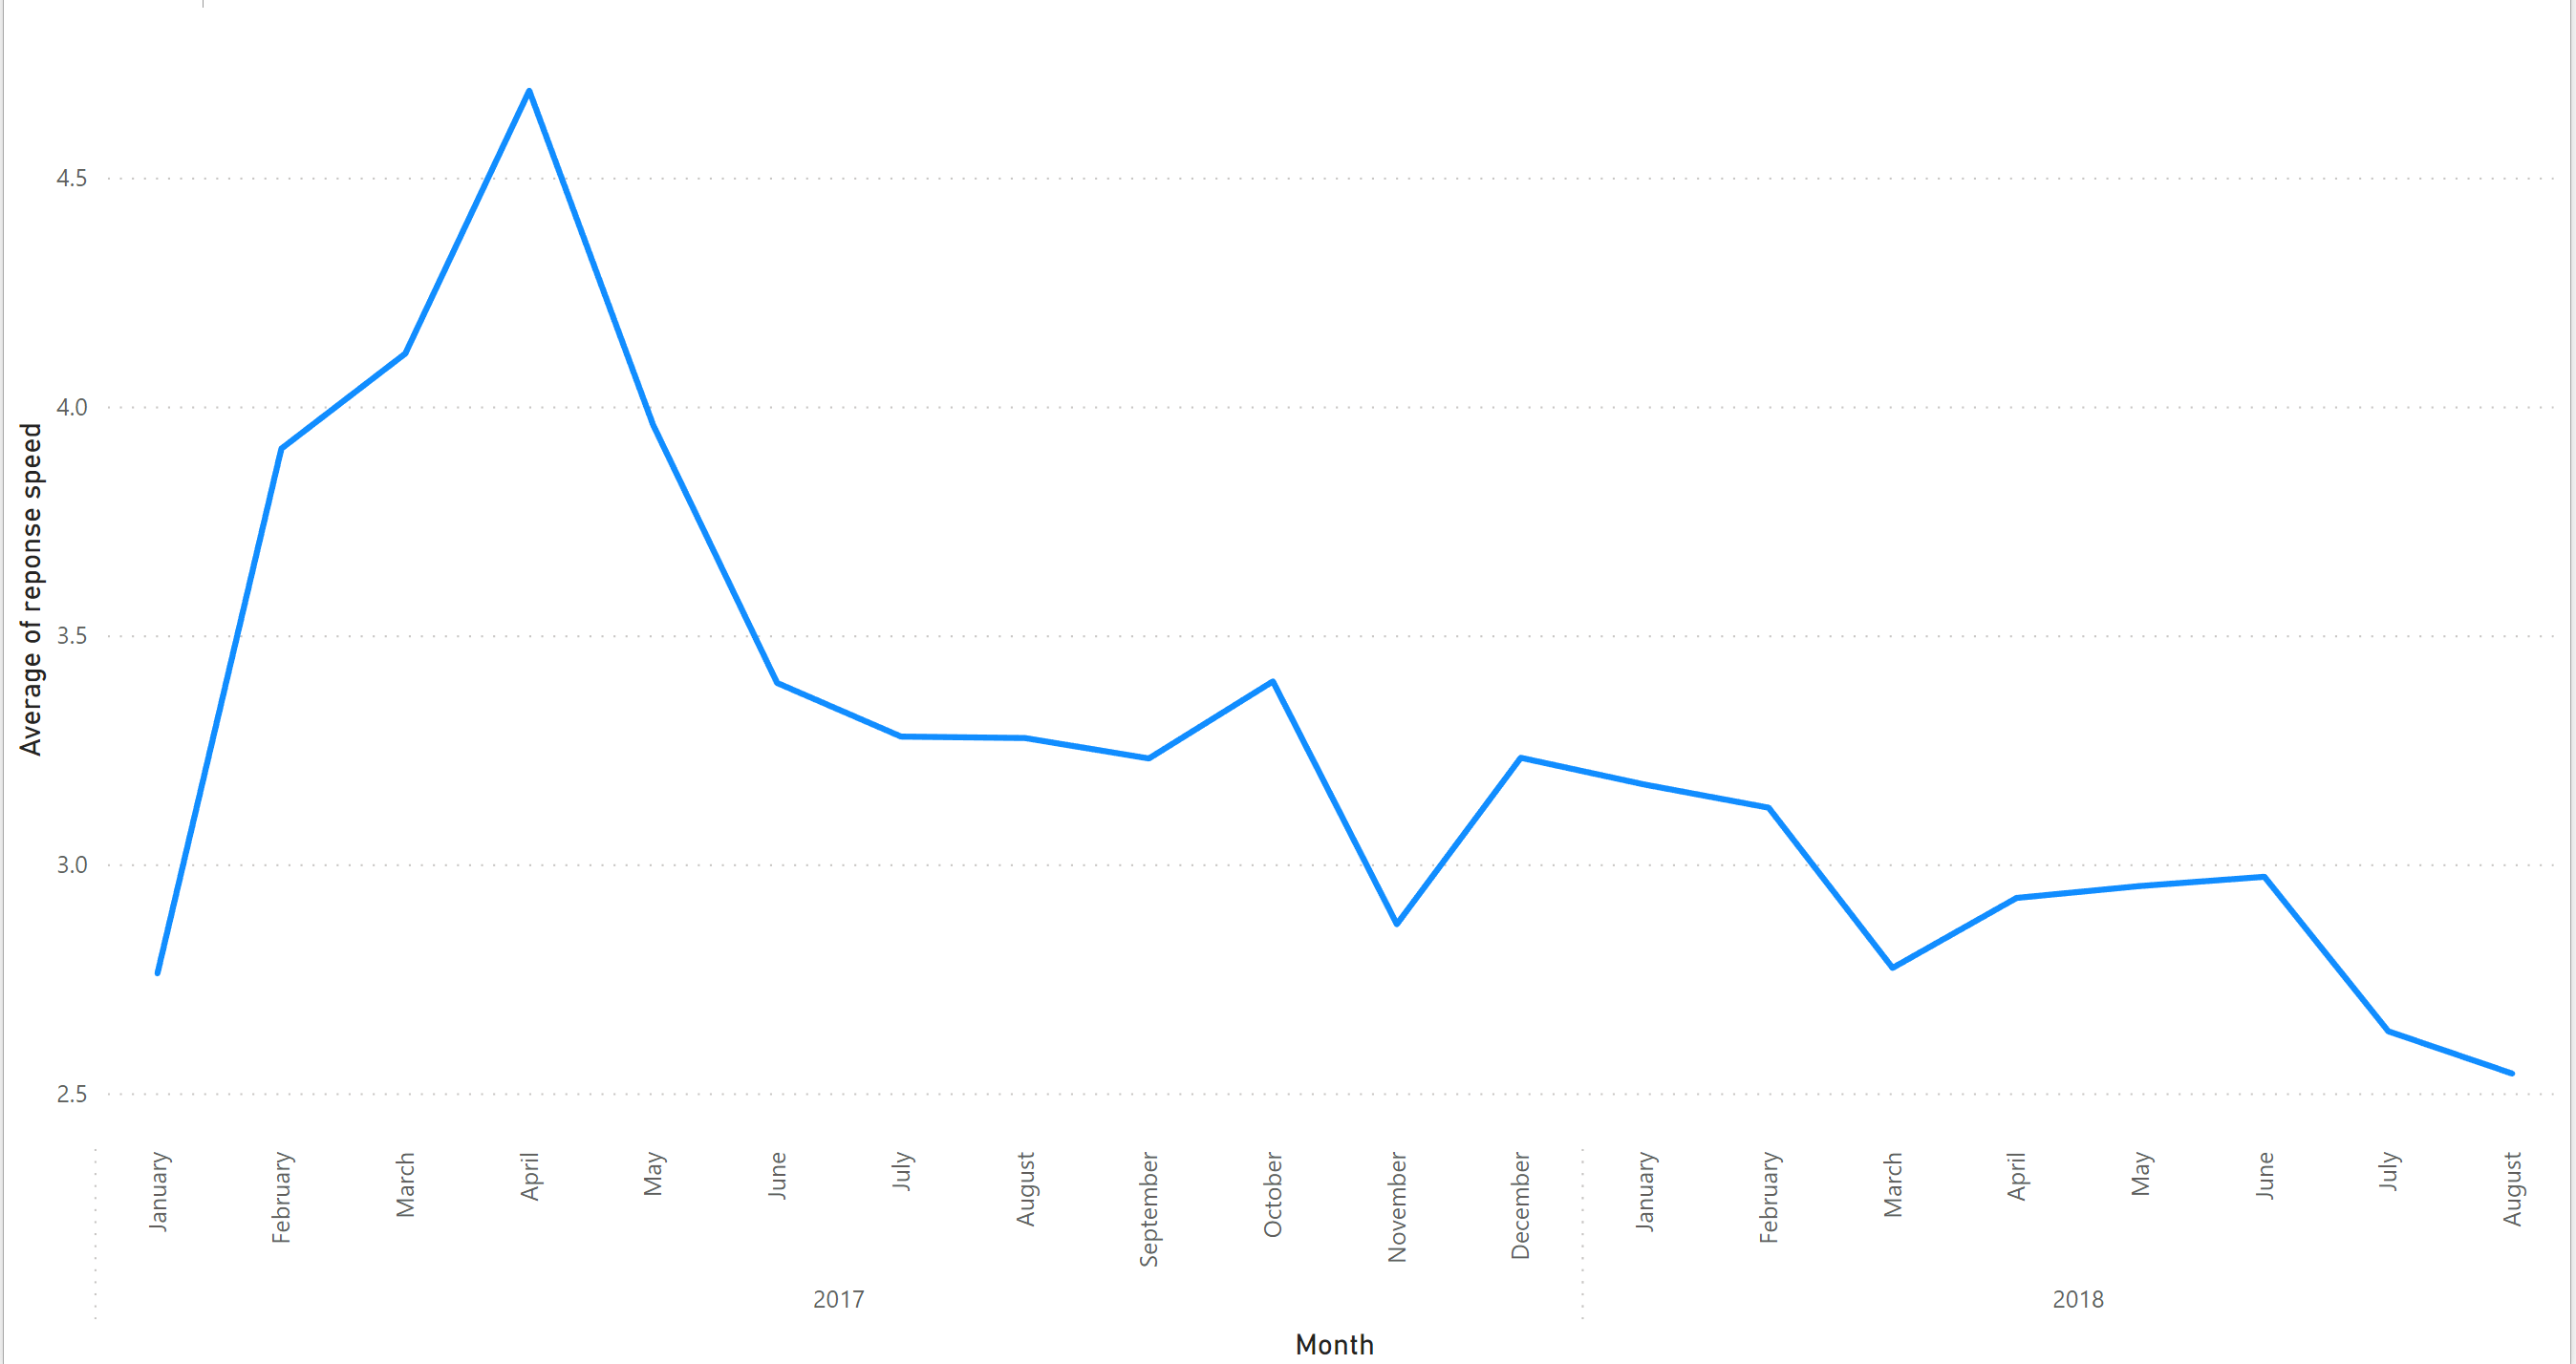 Average of reponse speed
4.5
4.0
3.5
3.0
2.5
January
February
March
April
May
June
July
August
September
October
November
December
January
February
March
April
May
June
July
August
2017
2018
Month